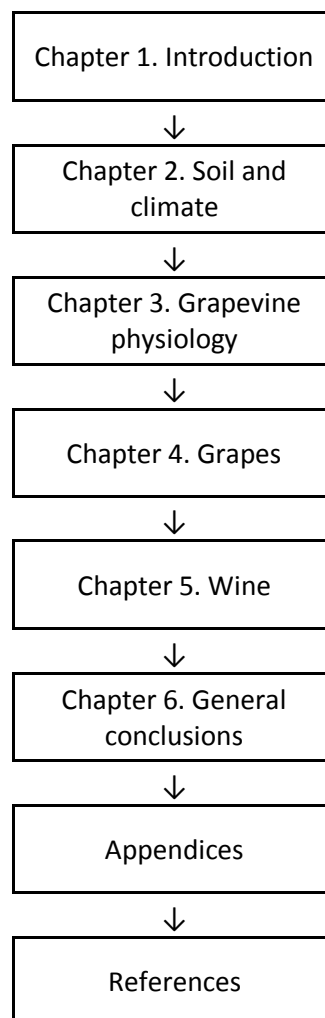 Chapter 1. Introduction
Chapter 2. Soil and
climate
Chapter 3. Grapevine
physiology
Chapter 4. Grapes
Chapter 5. Wine
Chapter 6. General
conclusions
Appendices
References